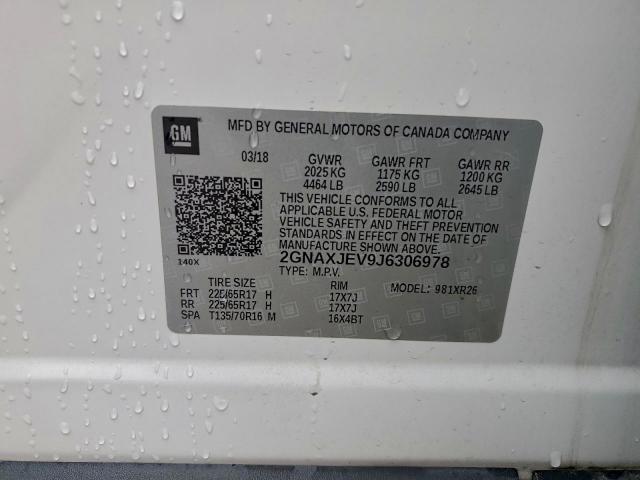 GM
MFD BY GENERAL MOTORS OF CANADA COMPANY
03/18 GVWR GAWR FRT GAWR RR
2025 KG 1175 KG 1200 KG
4464 LB 2590 LB 2645 LB
THIS VEHICLE CONFORMS TO ALL
APPLICABLE U.S. FEDERAL MOTOR
VEHICLE SAFETY AND THEFT PREVENTION
STANDARDS IN EFFECT ON THE DATE OF
MANUFACTURE SHOWN ABOVE.
140X 2GNAXJEV9J6306978
TYPE: M.P.V.
TIRE SIZE RIM MODEL: 981XR26
FRT 225/65R17 H 17X7J
RR 225/65R17 H 17X7J
SPA T135/70R16 M 16X4BT